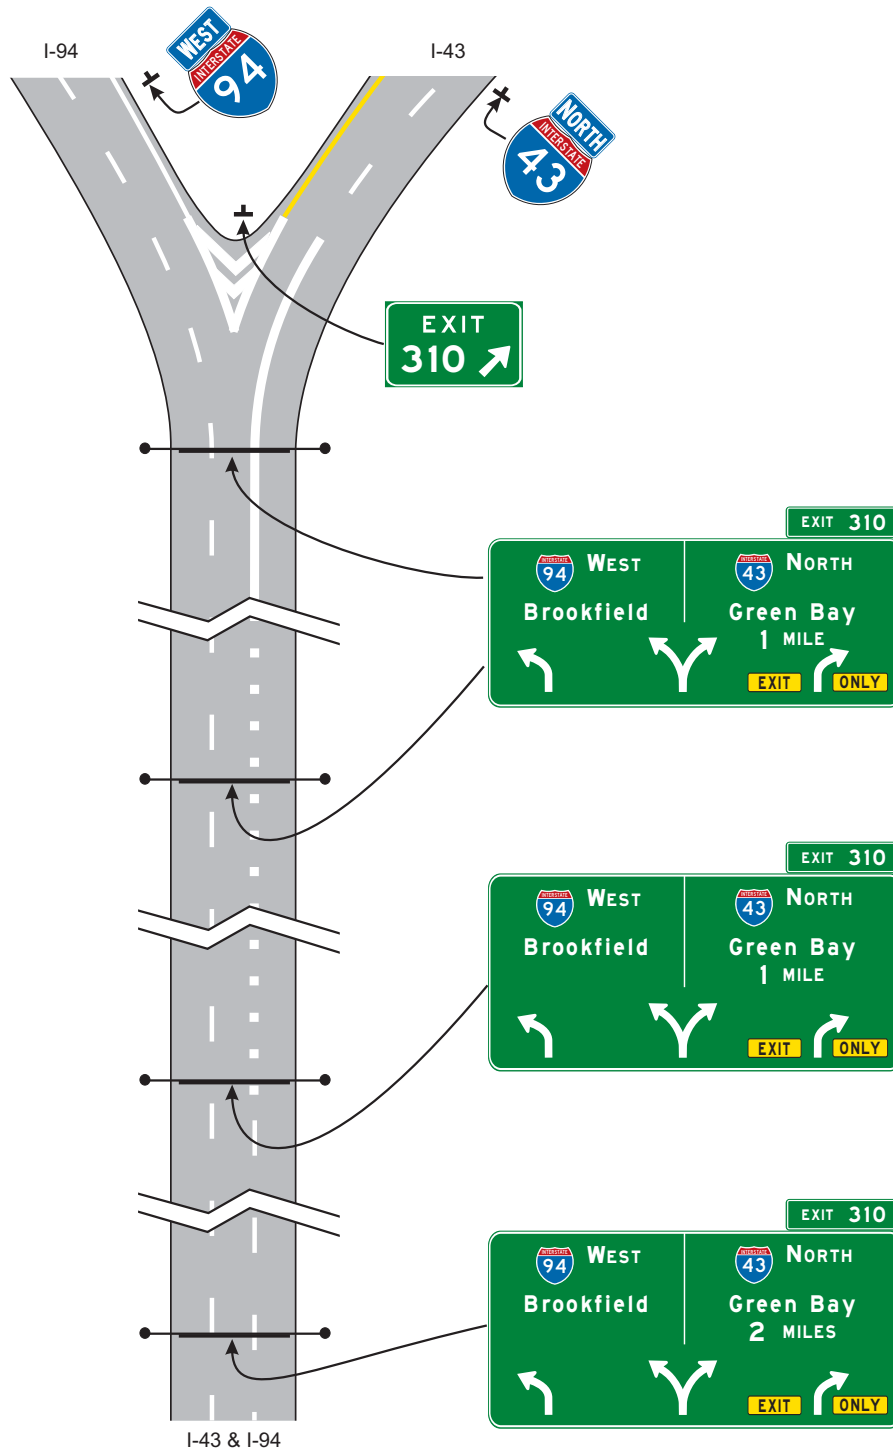 I-94
I-43
WEST
INTERSTATE
94
NORTH
INTERSTATE
43
EXIT
310
EXIT 310
INTERSTATE
94
WEST
INTERSTATE
43
NORTH
Brookfield
Green Bay
1 MILE
EXIT
ONLY
EXIT 310
INTERSTATE
94
WEST
INTERSTATE
43
NORTH
Brookfield
Green Bay
1 MILE
EXIT
ONLY
EXIT 310
INTERSTATE
94
WEST
INTERSTATE
43
NORTH
Brookfield
Green Bay
2 MILES
EXIT
ONLY
I-43 & I-94